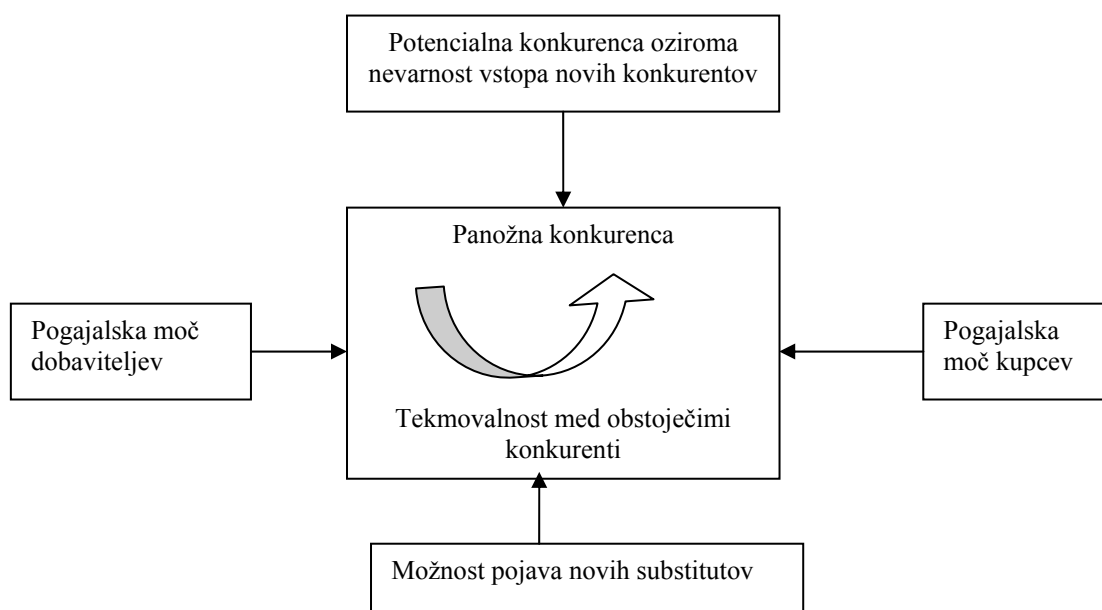 Potencialna konkurenca oziroma
nevarnost vstopa novih konkurentov
Panožna konkurenca
Pogajalska moč
dobaviteljev
Pogajalska
moč kupcev
Tekmovalnost med obstoječimi
konkurenti
Možnost pojava novih substitutov